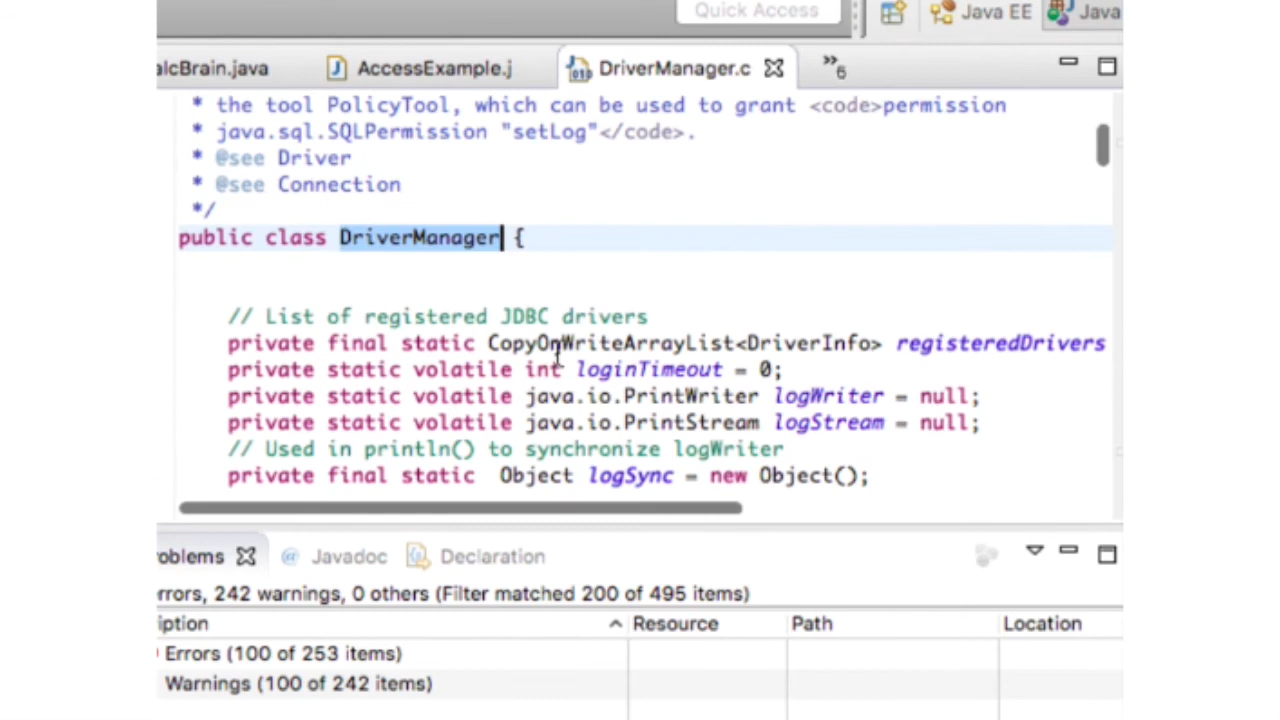 Quick Access
Java EE
Java
alcBrain.java
AccessExample.j
DriverManager.c
»6
* the tool PolicyTool, which can be used to grant <code>permission
* java.sql.SQLPermission "setLog"</code>.
* @see Driver
* @see Connection
*/
public class DriverManager {
// List of registered JDBC drivers
private final static CopyOnWriteArrayList<DriverInfo> registeredDrivers
private static volatile int loginTimeout = 0;
private static volatile java.io.PrintWriter logWriter = null;
private static volatile java.io.PrintStream logStream = null;
// Used in println() to synchronize logWriter
private final static  Object logSync = new Object();
oblems
@ Javadoc
Declaration
rrors, 242 warnings, 0 others (Filter matched 200 of 495 items)
iption
Resource
Path
Location
Errors (100 of 253 items)
Warnings (100 of 242 items)